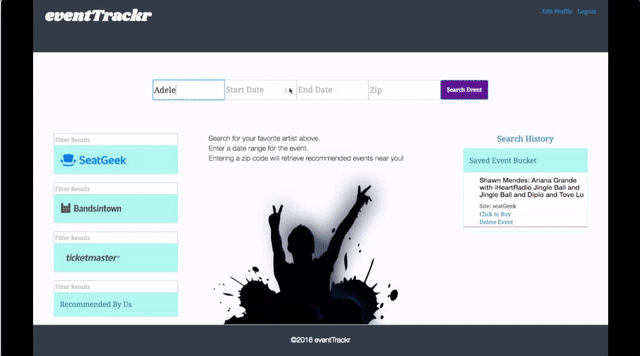 eventTrackr
Edit Profile Logout
Adele Start Date End Date Zip Search Event
Filter Results
SeatGeek
Filter Results
Bandsintown
Filter Results
ticketmaster
Filter Results
Recommended By Us
Search for your favorite artist above.
Enter a date range for the event.
Entering a zip code will retrieve recommended events near you!
Search History
Saved Event Bucket
Shawn Mendes: Ariana Grande
with iHeartRadio Jingle Ball and
Jingle Ball and Diplo and Tove Lo
Site: seatGeek
Click to Buy
Delete Event
©2016 eventTrackr